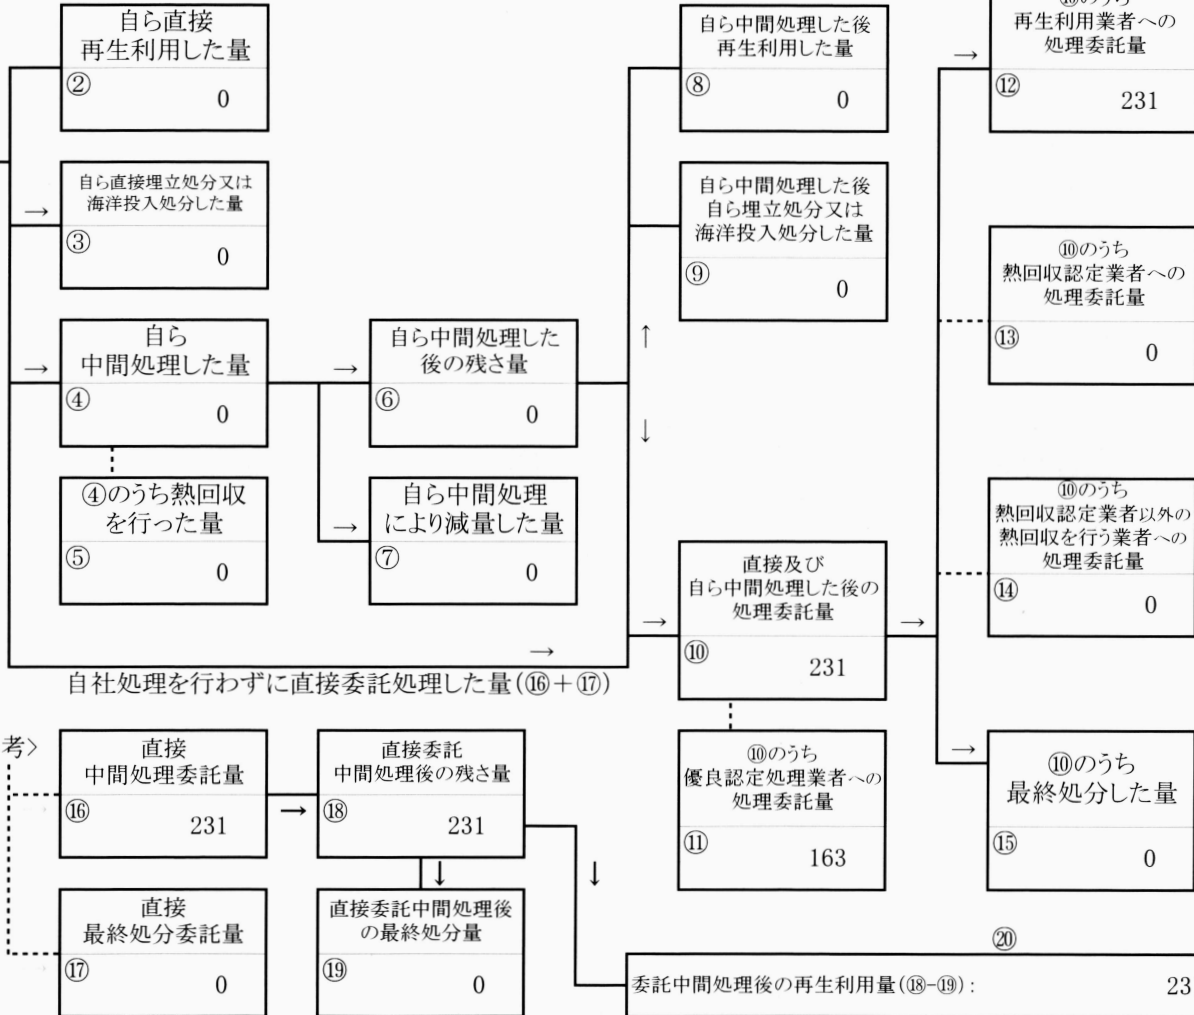 自ら直接
再生利用した量
②
0
自ら直接埋立処分又は
海洋投入処分した量
→
③
0
自ら
中間処理した量
→
④
0
④のうち熱回収
を行った量
⑤
0
自ら中間処理した
後の残さ量
→
⑥
0
自ら中間処理
により減量した量
→
⑦
0
自ら中間処理した後
再生利用した量
⑧
0
自ら中間処理した後
自ら埋立処分又は
海洋投入処分した量
⑨
0
↑
↓
直接及び
自ら中間処理した後の
処理委託量
→
⑩
231
⑩のうち
優良認定処理業者への
処理委託量
⑪
163
→
再生利用業者への
処理委託量
→
⑫
231
⑩のうち
熱回収認定業者への
処理委託量
⑬
0
⑩のうち
熱回収認定業者以外の
熱回収を行う業者への
処理委託量
⑭
0
⑩のうち
最終処分した量
→
⑮
0
→
自社処理を行わずに直接委託処理した量(⑯+⑰)
考>
直接
中間処理委託量
⑯
231
→
直接委託
中間処理後の残さ量
⑱
231
↓
↓
直接
最終処分委託量
⑰
0
直接委託中間処理後
の最終処分量
⑲
0
⑳
委託中間処理後の再生利用量(⑱-⑲):
23